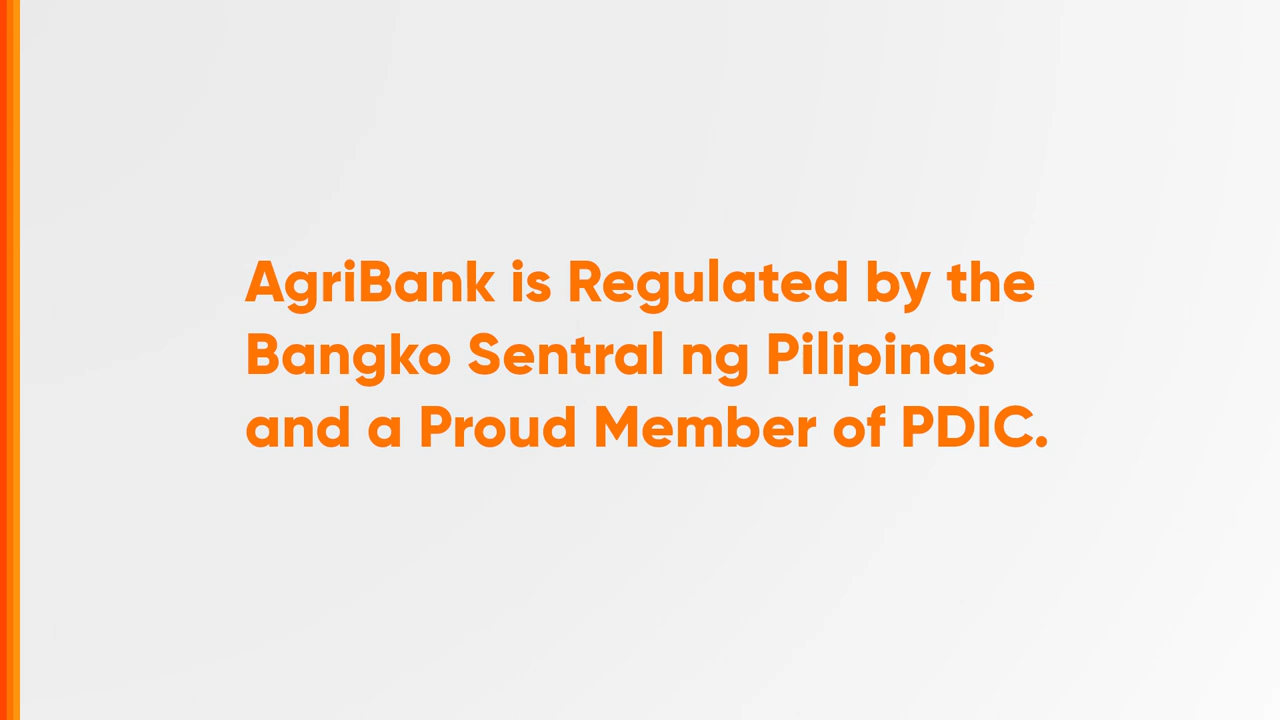 AgriBank is Regulated by the
Bangko Sentral ng Pilipinas
and a Proud Member of PDIC.